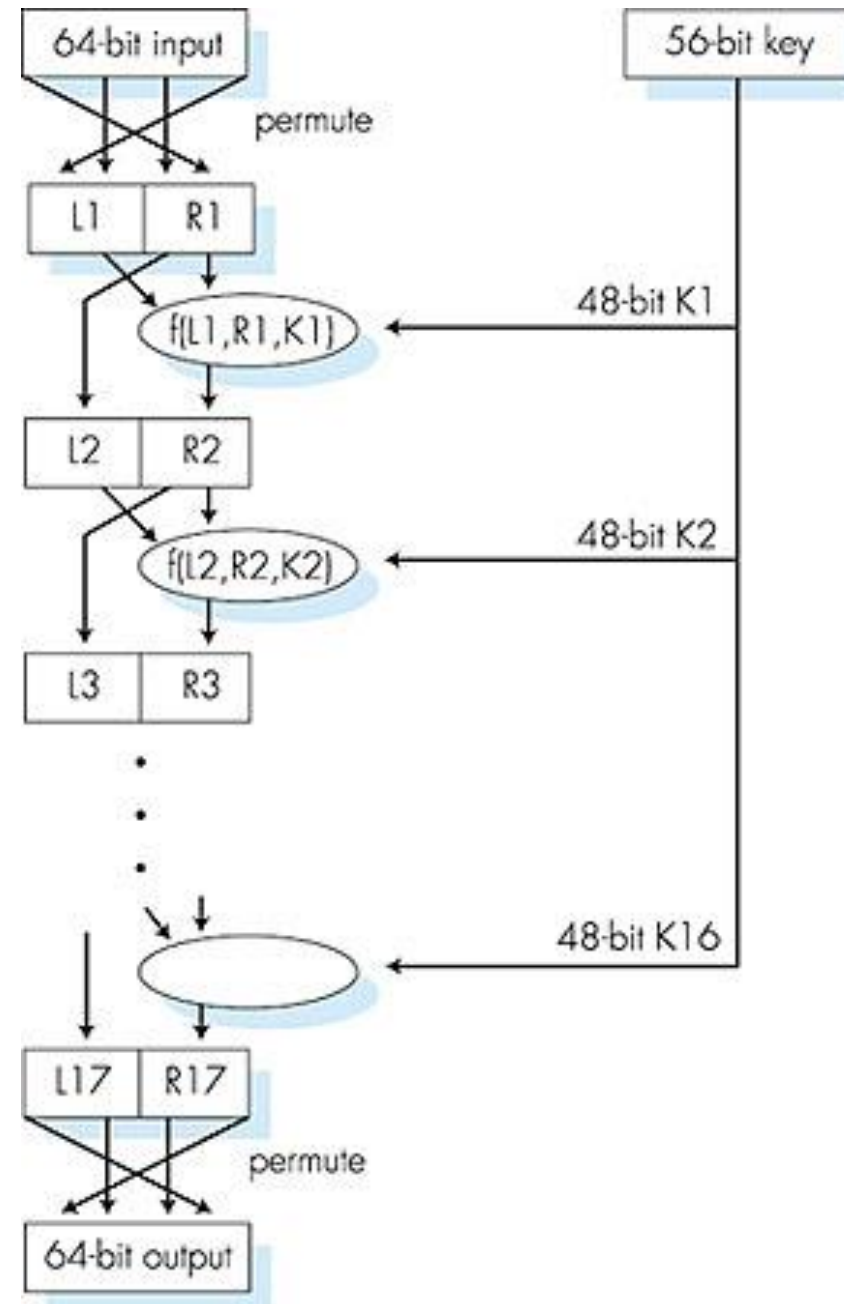 64-bit input
56-bit key
permute
L1 R1
48-bit K1
f(L1,R1,K1)
L2 R2
48-bit K2
f(L2,R2,K2)
L3 R3
48-bit K16
L17 R17
permute
64-bit output